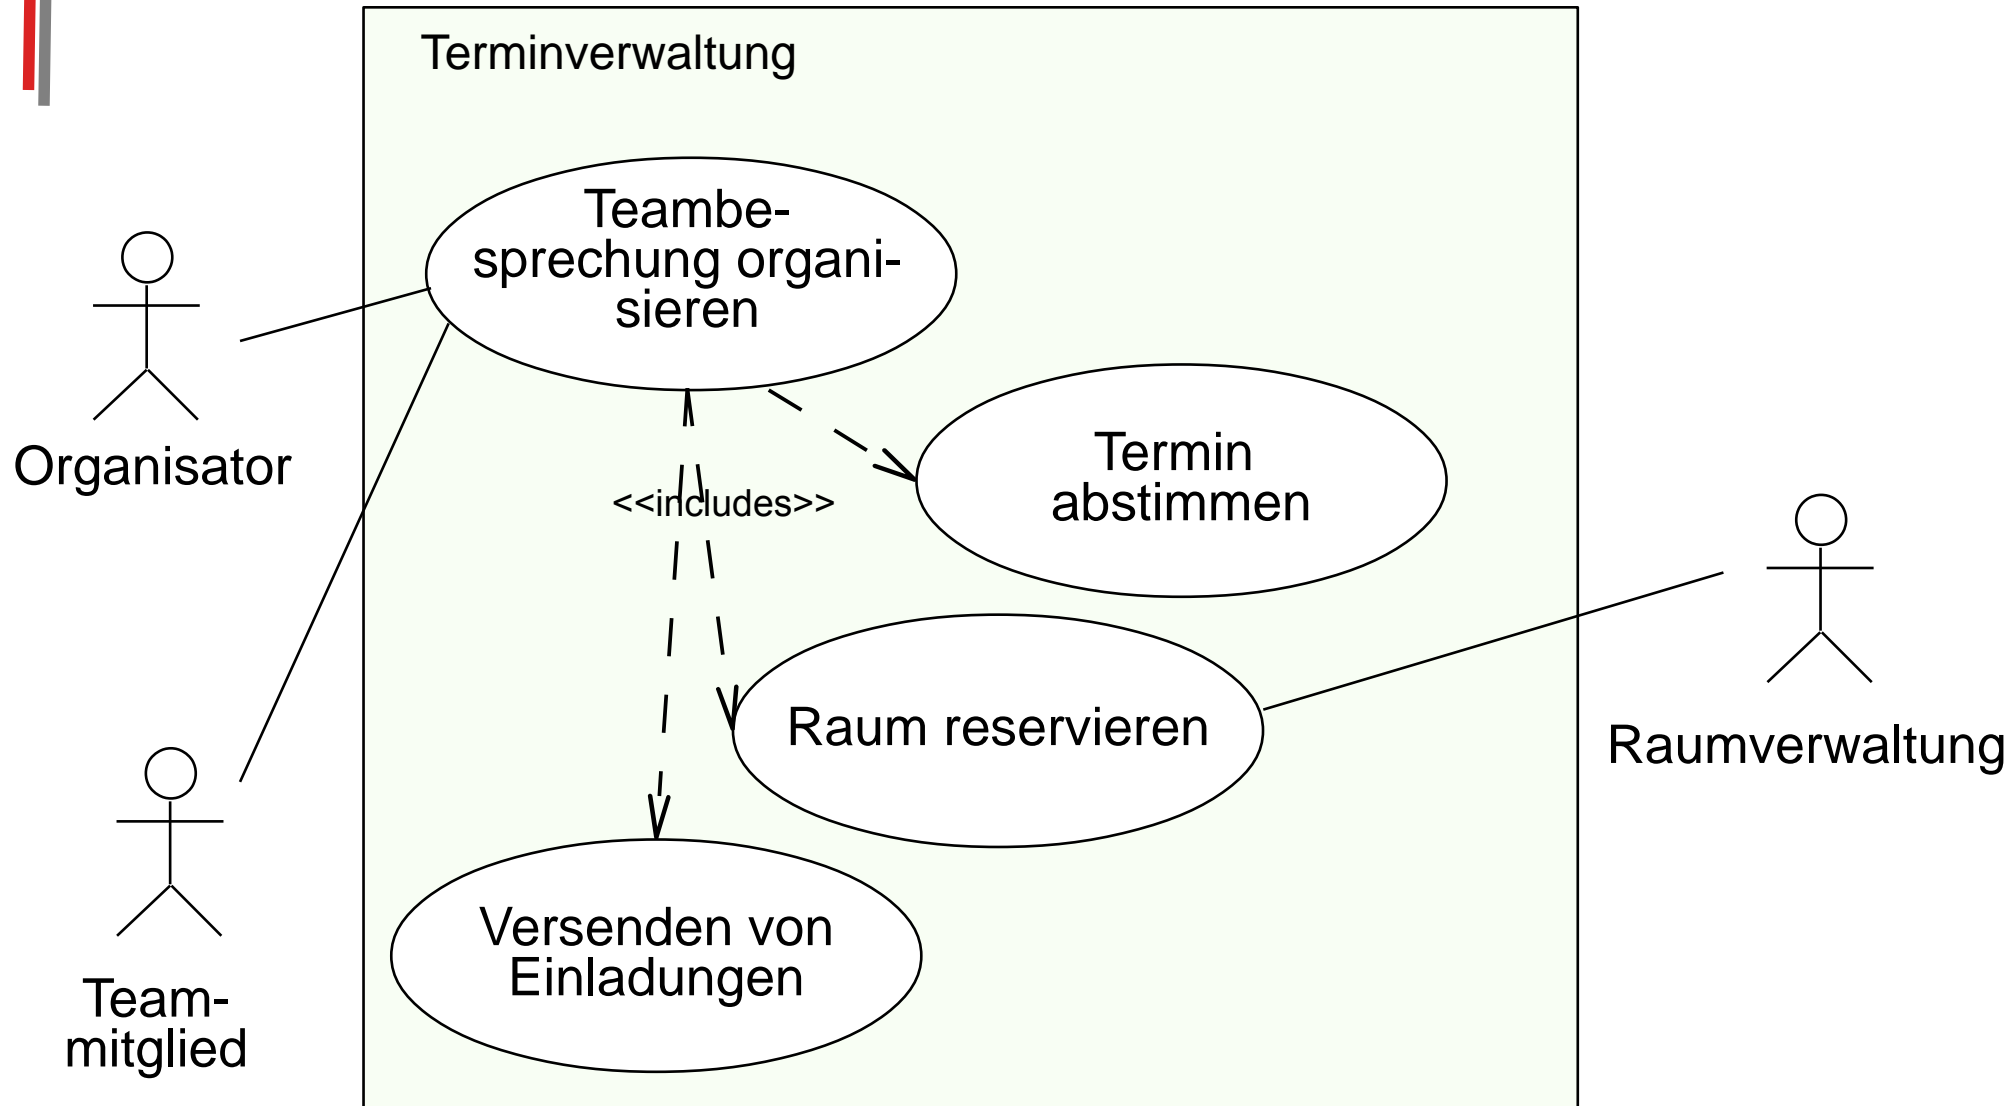 Terminverwaltung
Teambe-
sprechung organi-
sieren
Organisator
<<includes>>
Termin
abstimmen
Raum reservieren
Raumverwaltung
Versenden von
Einladungen
Team-
mitglied